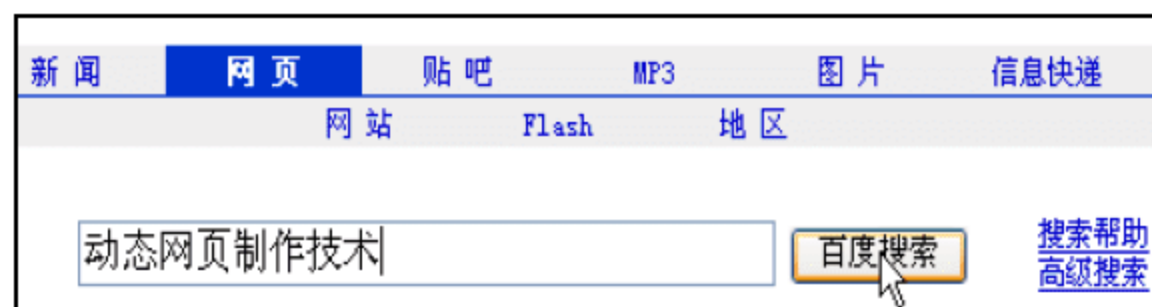 新 闻 网 页 贴 吧 MP3 图 片 信息快递
网 站 Flash 地 区
动态网页制作技术 百度搜索 搜索帮助
高级搜索